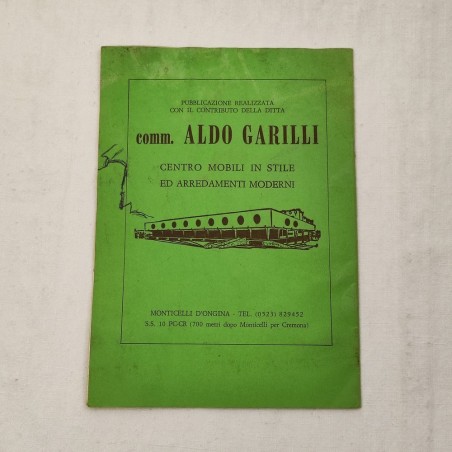 PUBBLICAZIONE REALIZZATA
CON IL CONTRIBUTO DELLA DITTA
comm. ALDO GARILLI
CENTRO MOBILI IN STILE
ED ARREDAMENTI MODERNI
MONTICELLI D'ONGINA - TEL. (0523) 829452
S.S. 10 PC-CR (700 metri dopo Monticelli per Cremona)